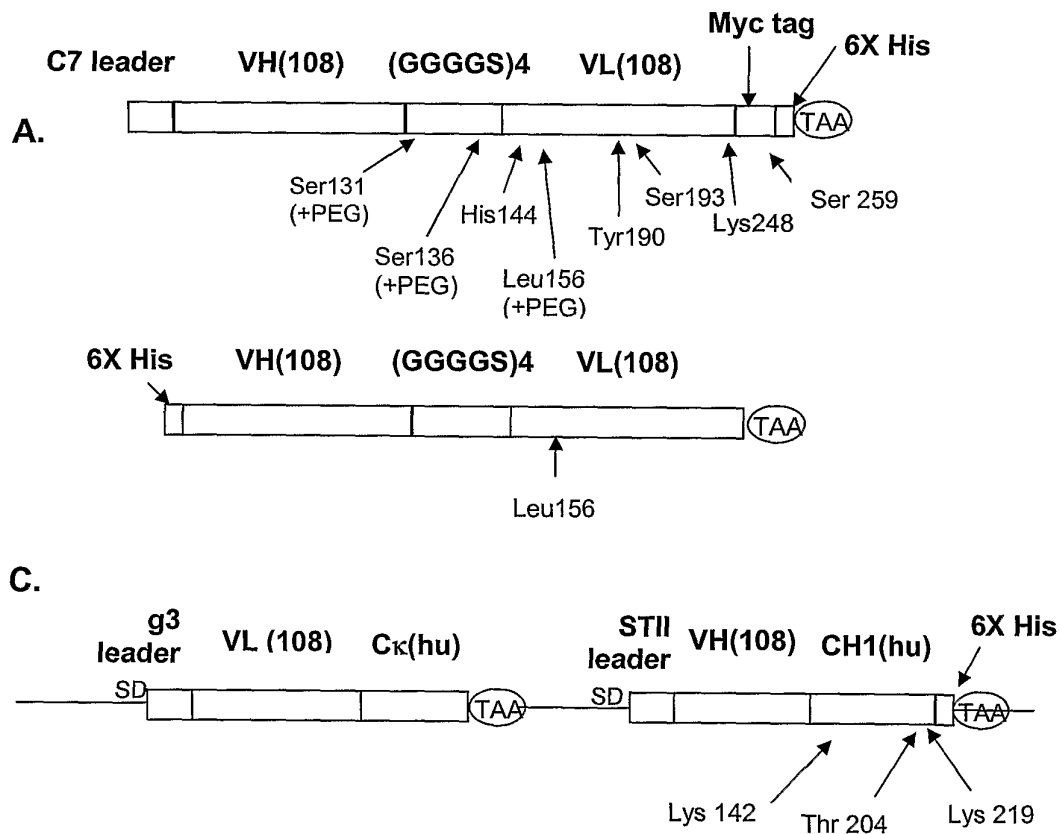 Myc tag
6X His
C7 leader
VH(108)
(GGGGS)4
VL(108)
A.
TAA
Ser131
(+PEG)
Ser136
(+PEG)
His144
Leu156
(+PEG)
Tyr190
Ser193
Lys248
Ser 259
6X His
VH(108)
(GGGGS)4
VL(108)
TAA
Leu156
C.
g3
leader
VL (108)
Cκ(hu)
STII
leader
VH(108)
CH1(hu)
6X His
SD
TAA
SD
TAA
Lys 142
Thr 204
Lys 219